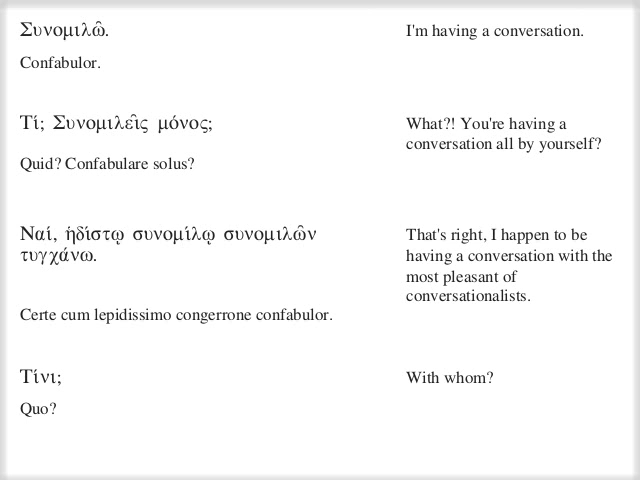 Συνομιλῶ.
I'm having a conversation.
Confabulor.
Τί; Συνομιλεῖς μόνος;
What?! You're having a
conversation all by yourself?
Quid? Confabulare solus?
Ναί, ἡδίστῳ συνομίλῳ συνομιλῶν
τυγχάνω.
That's right, I happen to be
having a conversation with the
most pleasant of
conversationalists.
Certe cum lepidissimo congerrone confabulor.
Τίνι;
With whom?
Quo?